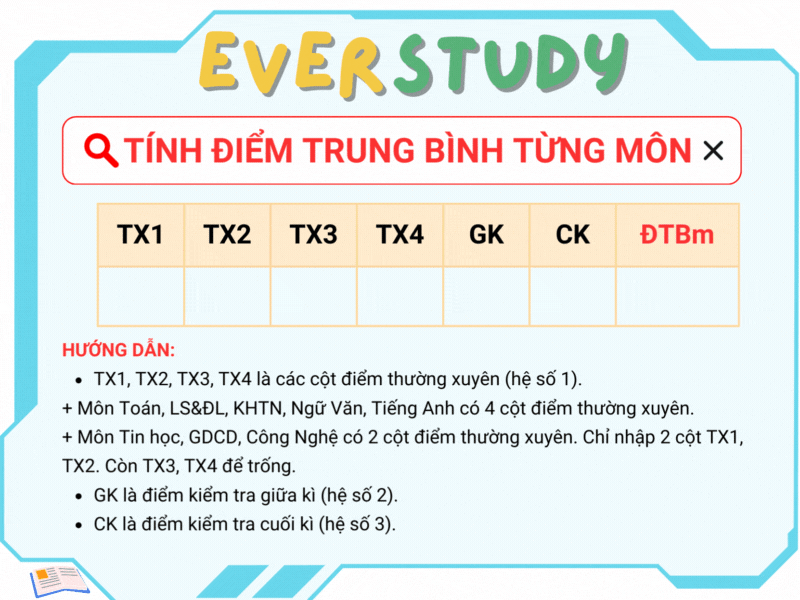 EVERSTUDY
TÍNH ĐIỂM TRUNG BÌNH TỪNG MÔN
TX1 TX2 TX3 TX4 GK CK ĐTBm
HƯỚNG DẪN:
• TX1, TX2, TX3, TX4 là các cột điểm thường xuyên (hệ số 1).
+ Môn Toán, LS&ĐL, KHTN, Ngữ Văn, Tiếng Anh có 4 cột điểm thường xuyên.
+ Môn Tin học, GDCD, Công Nghệ có 2 cột điểm thường xuyên. Chỉ nhập 2 cột TX1,
TX2. Còn TX3, TX4 để trống.
• GK là điểm kiểm tra giữa kì (hệ số 2).
• CK là điểm kiểm tra cuối kì (hệ số 3).